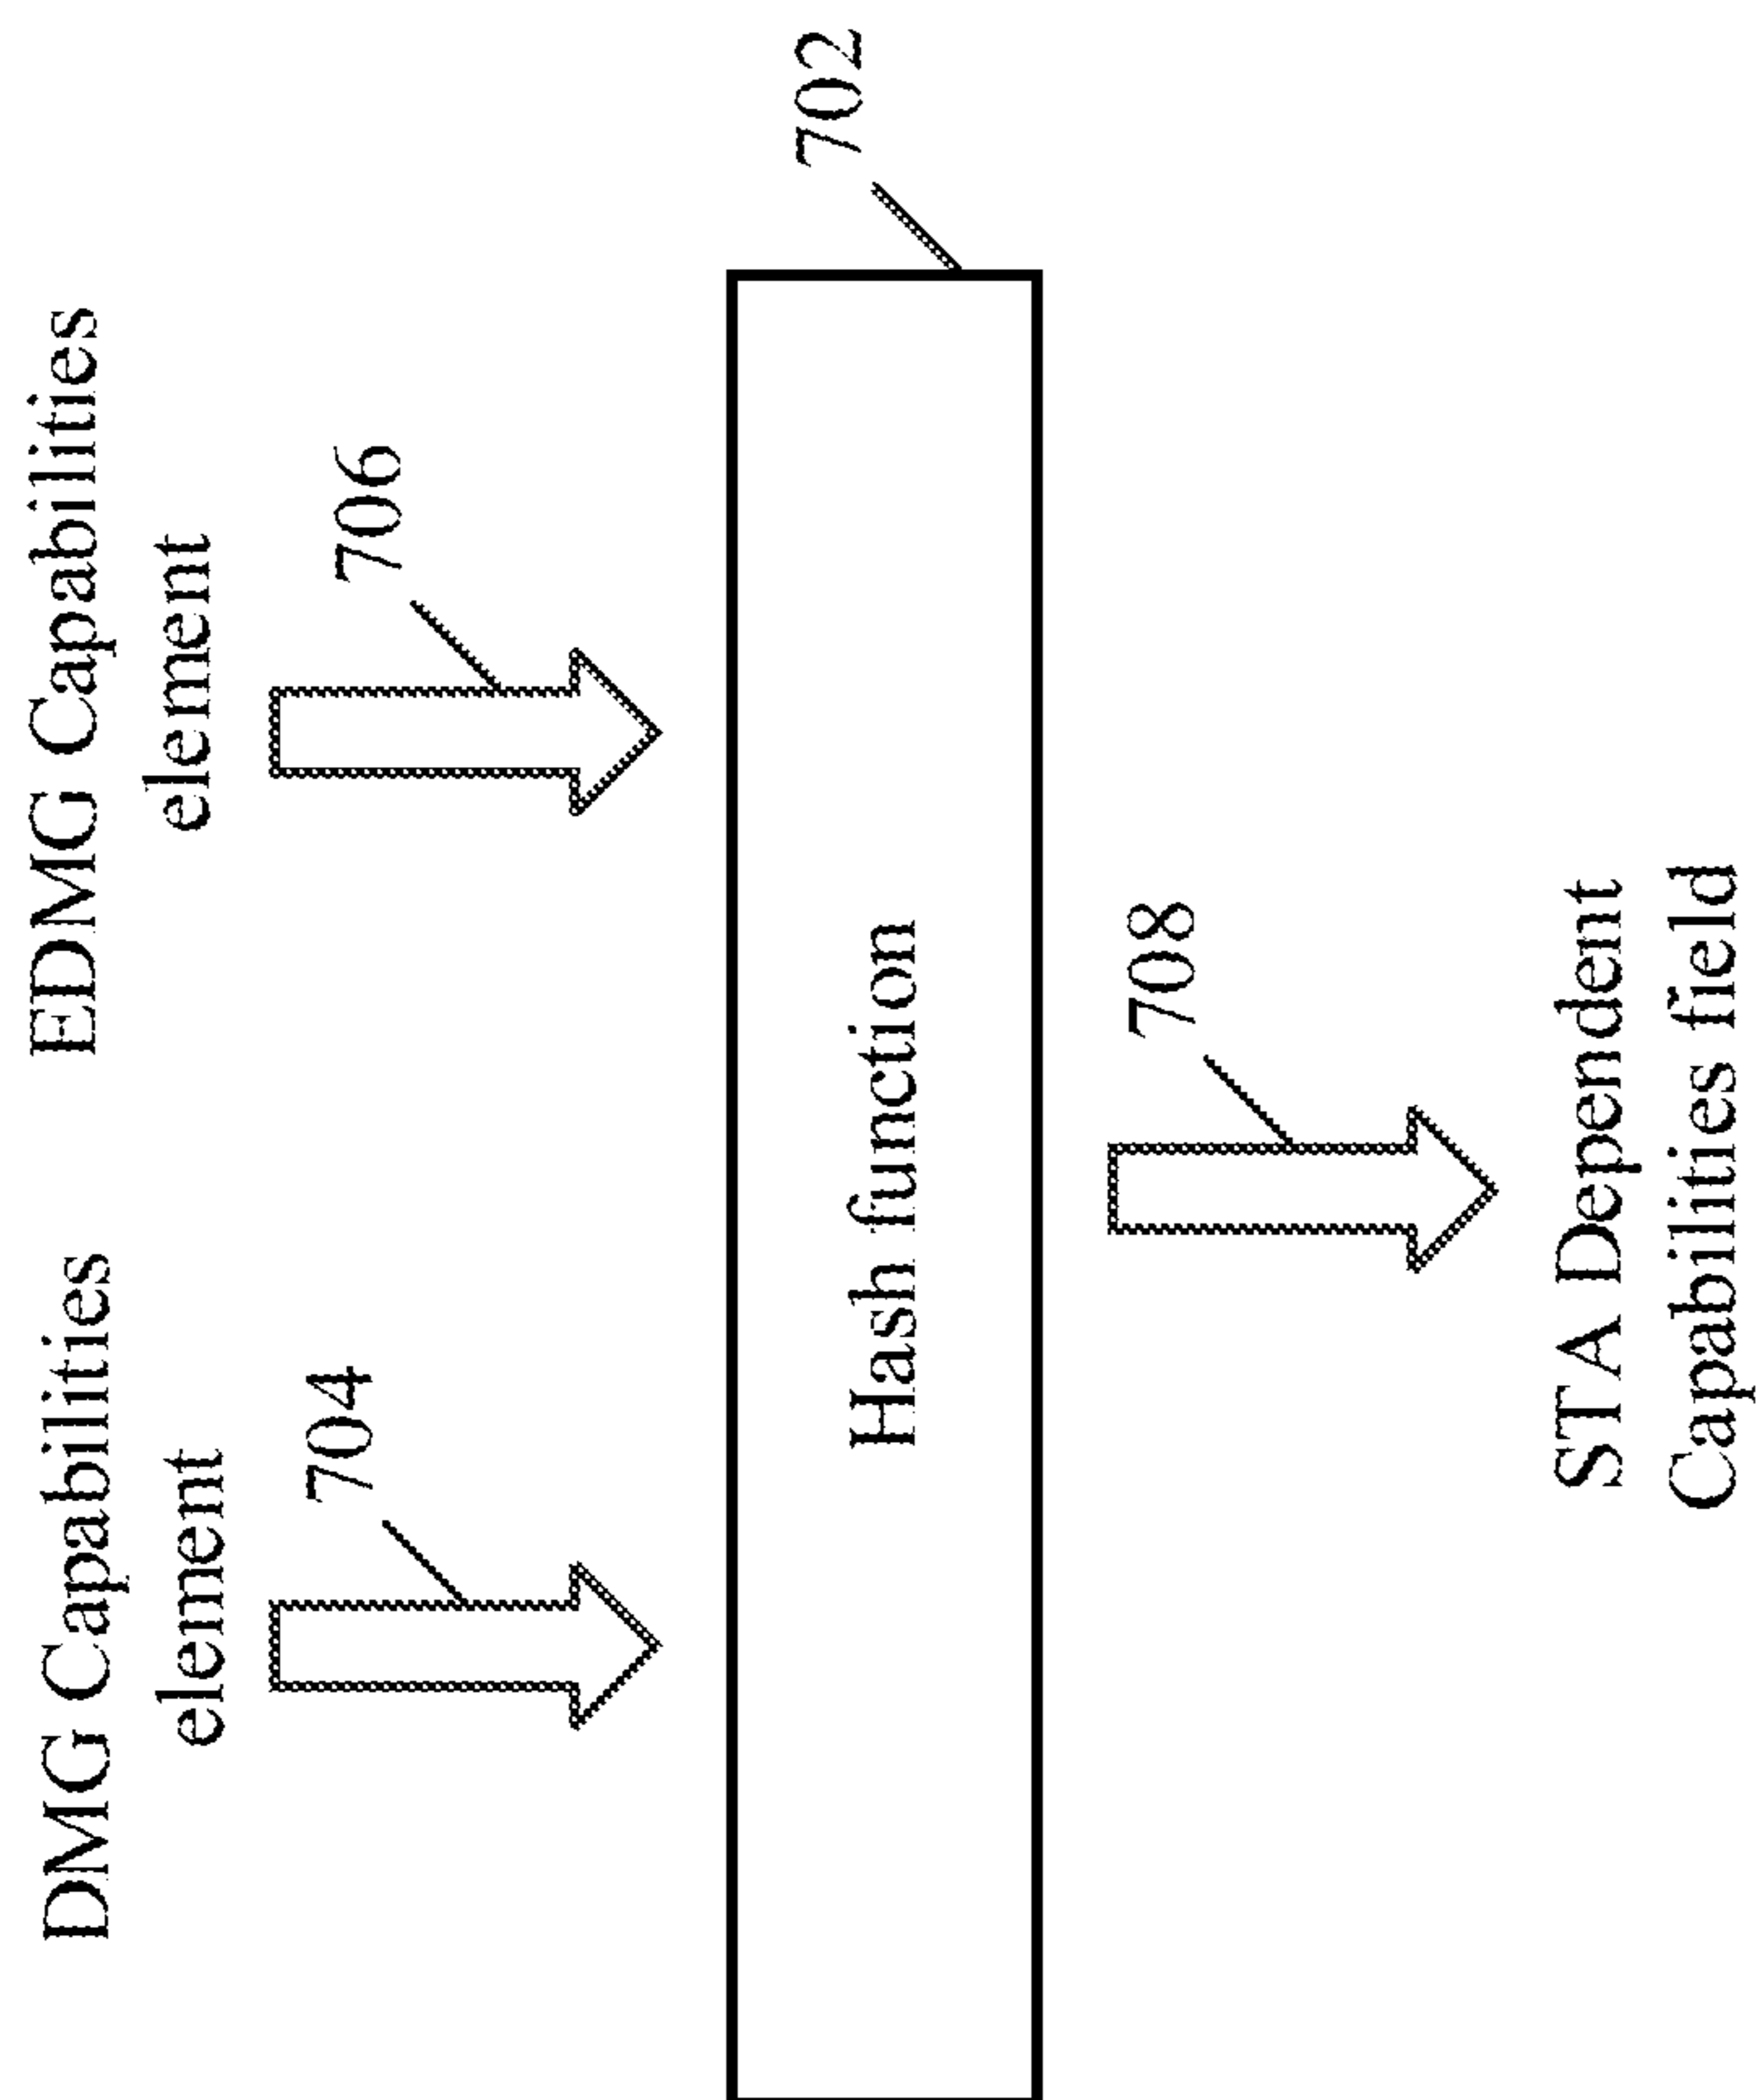 DMG Capabilities
element
704
EDMG Capabilities
element
706
702
Hash function
708
STA Dependent
Capabilities field